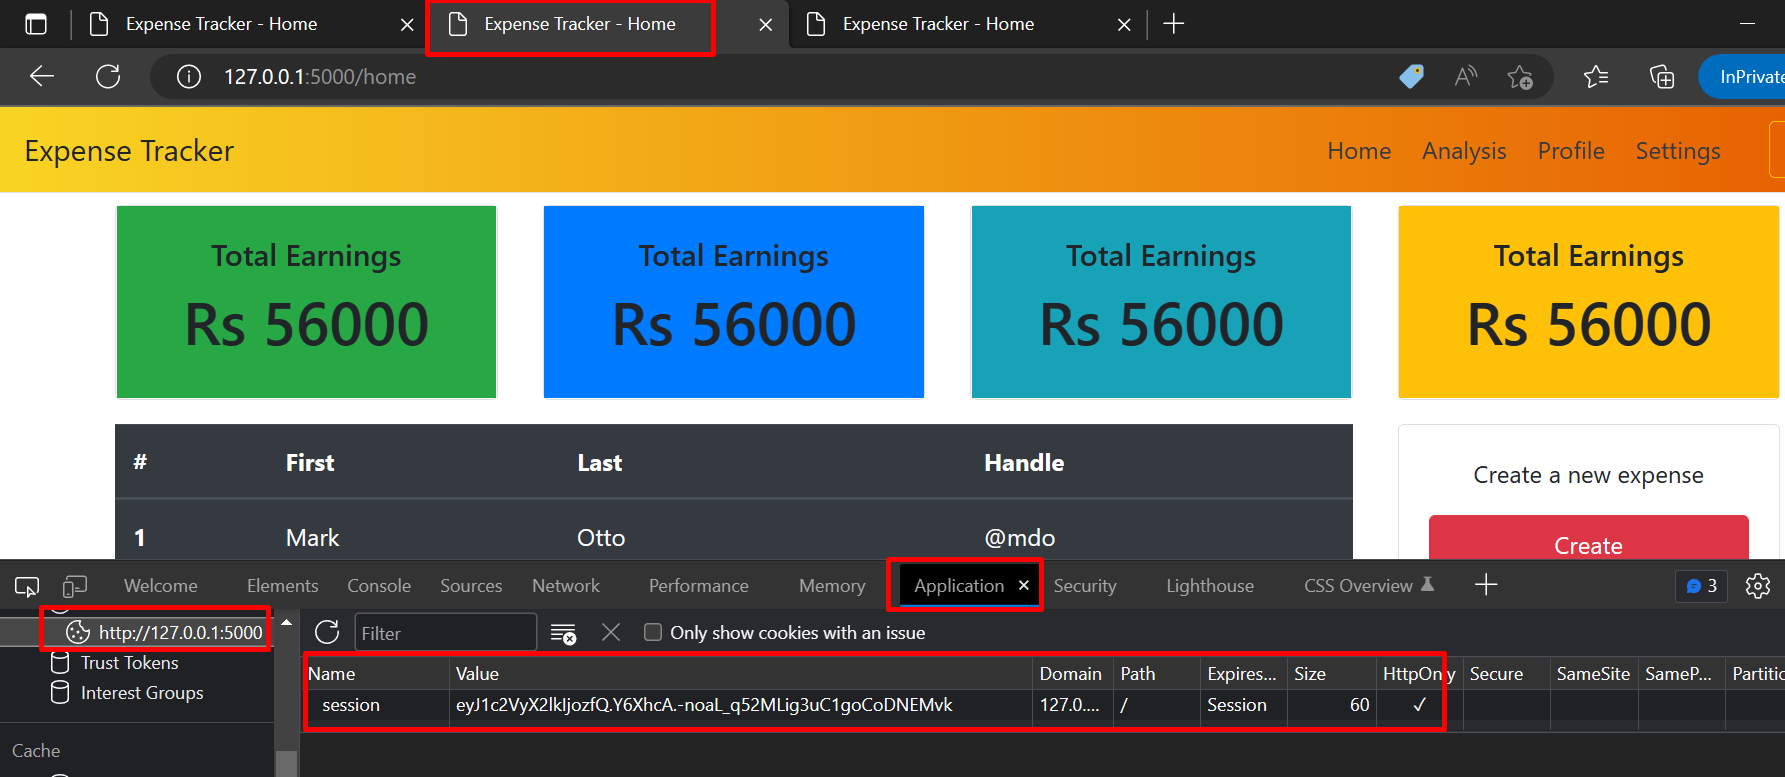 Expense Tracker - Home
Expense Tracker - Home
Expense Tracker - Home
127.0.0.1:5000/home
InPrivate
Expense Tracker
Home Analysis Profile Settings
Total Earnings
Rs 56000
Total Earnings
Rs 56000
Total Earnings
Rs 56000
Total Earnings
Rs 56000
# First Last Handle
1 Mark Otto @mdo
Create a new expense
Create
Welcome Elements Console Sources Network Performance Memory Application Security Lighthouse CSS Overview 3
http://127.0.0.1:5000
Trust Tokens
Interest Groups
Cache
Filter
Only show cookies with an issue
Name Value Domain Path Expires... Size HttpOnly Secure SameSite SameP... Partitio
session eyJ1c2VyX2lkIjozfQ.Y6XhcA.-noaL_q52MLig3uC1goCoDNEMvk 127.0.... / Session 60 ✓